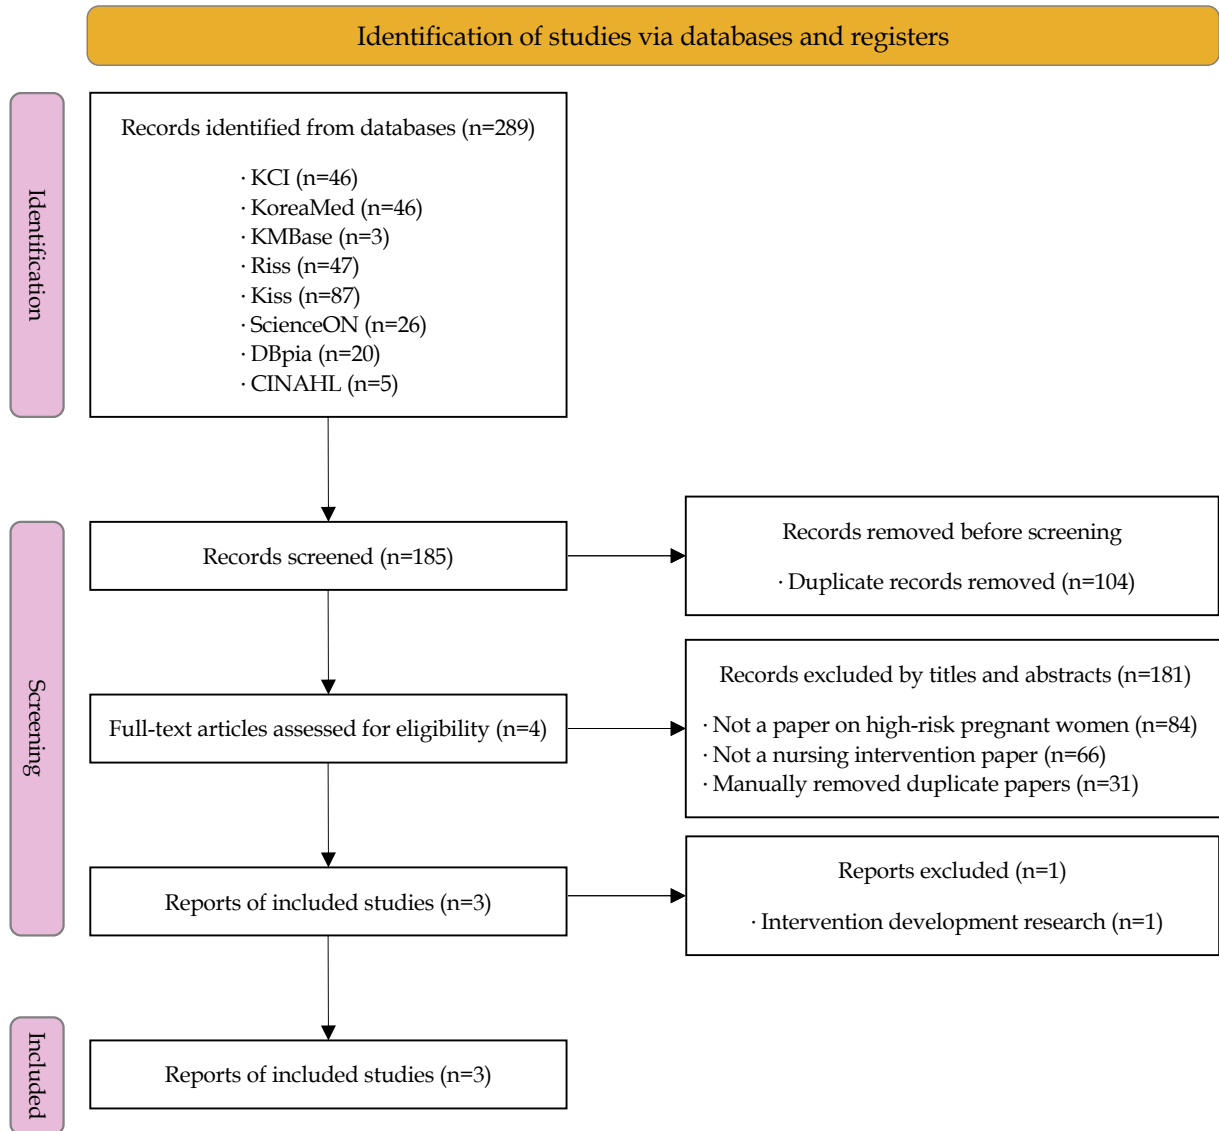 Identification of studies via databases and registers
Identification
Records identified from databases (n=289)
· KCI (n=46)
· KoreaMed (n=46)
· KMBase (n=3)
· Riss (n=47)
· Kiss (n=87)
· ScienceON (n=26)
· DBpia (n=20)
· CINAHL (n=5)
Screening
Records screened (n=185)
Records removed before screening
· Duplicate records removed (n=104)
Full-text articles assessed for eligibility (n=4)
Records excluded by titles and abstracts (n=181)
· Not a paper on high-risk pregnant women (n=84)
· Not a nursing intervention paper (n=66)
· Manually removed duplicate papers (n=31)
Reports of included studies (n=3)
Reports excluded (n=1)
· Intervention development research (n=1)
Included
Reports of included studies (n=3)